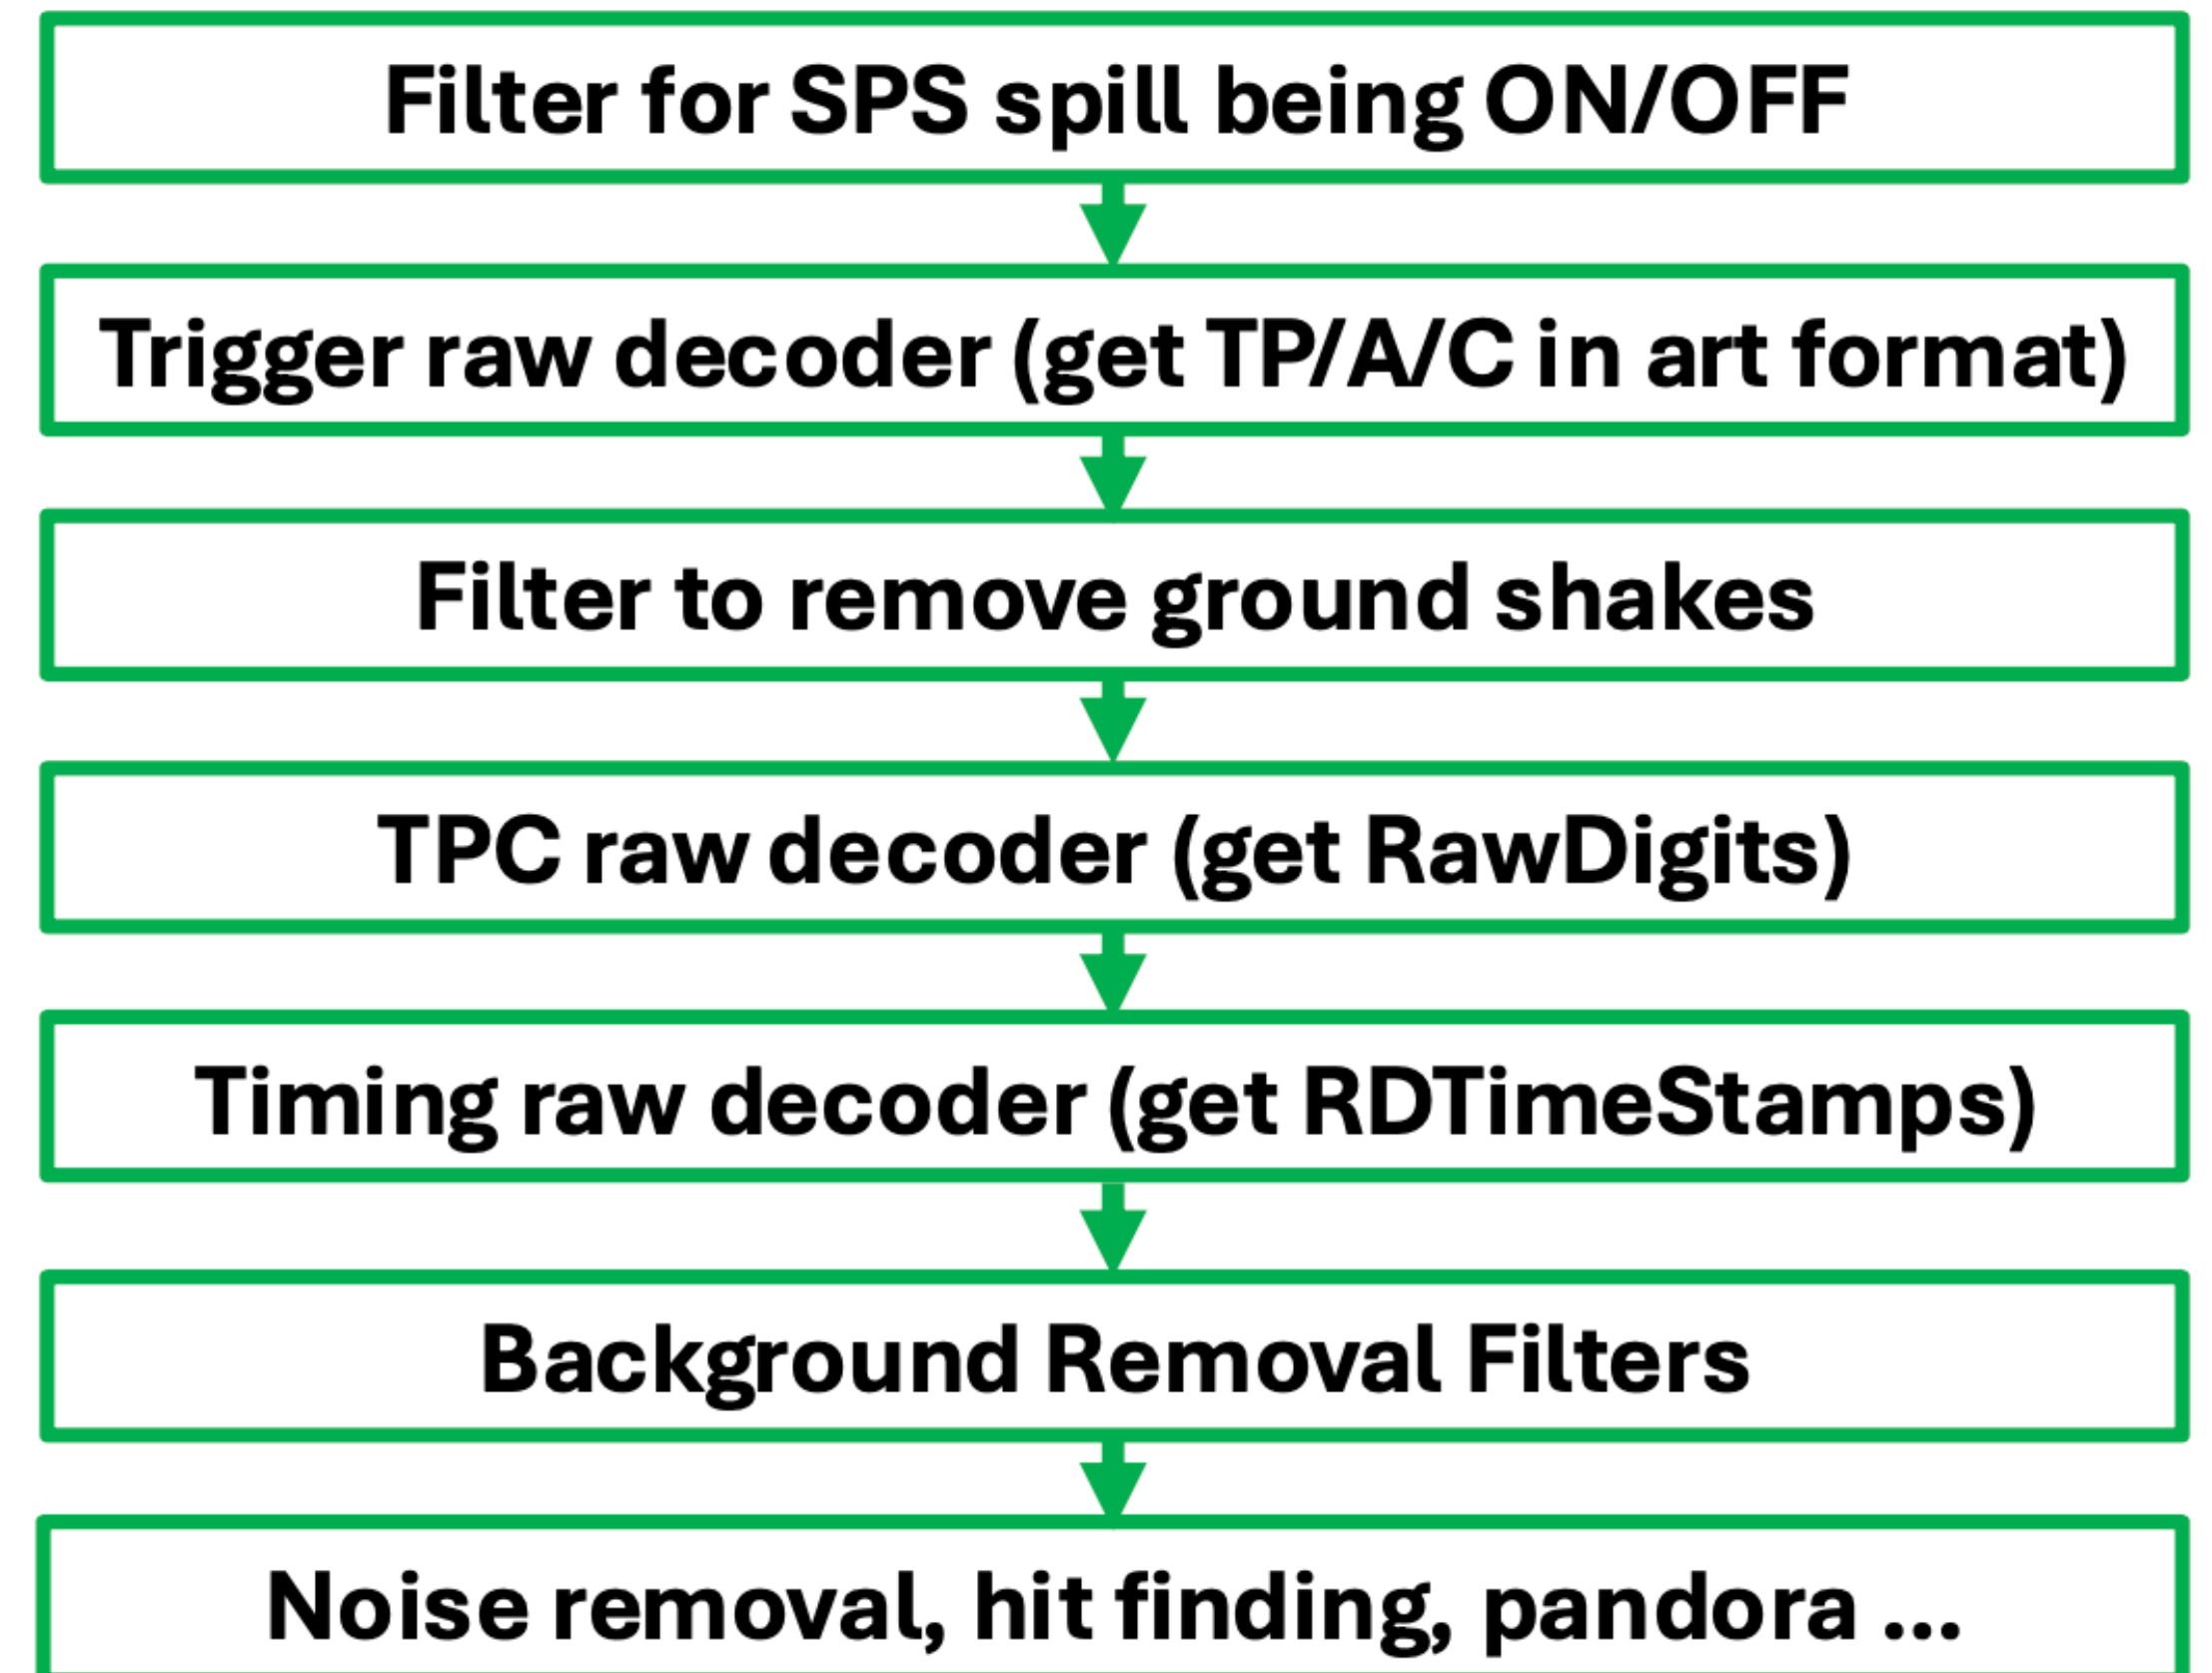 Filter for SPS spill being ON/OFF
Trigger raw decoder (get TP/A/C in art format)
Filter to remove ground shakes
TPC raw decoder (get RawDigits)
Timing raw decoder (get RDTimeStamps)
Background Removal Filters
Noise removal, hit finding, pandora ...